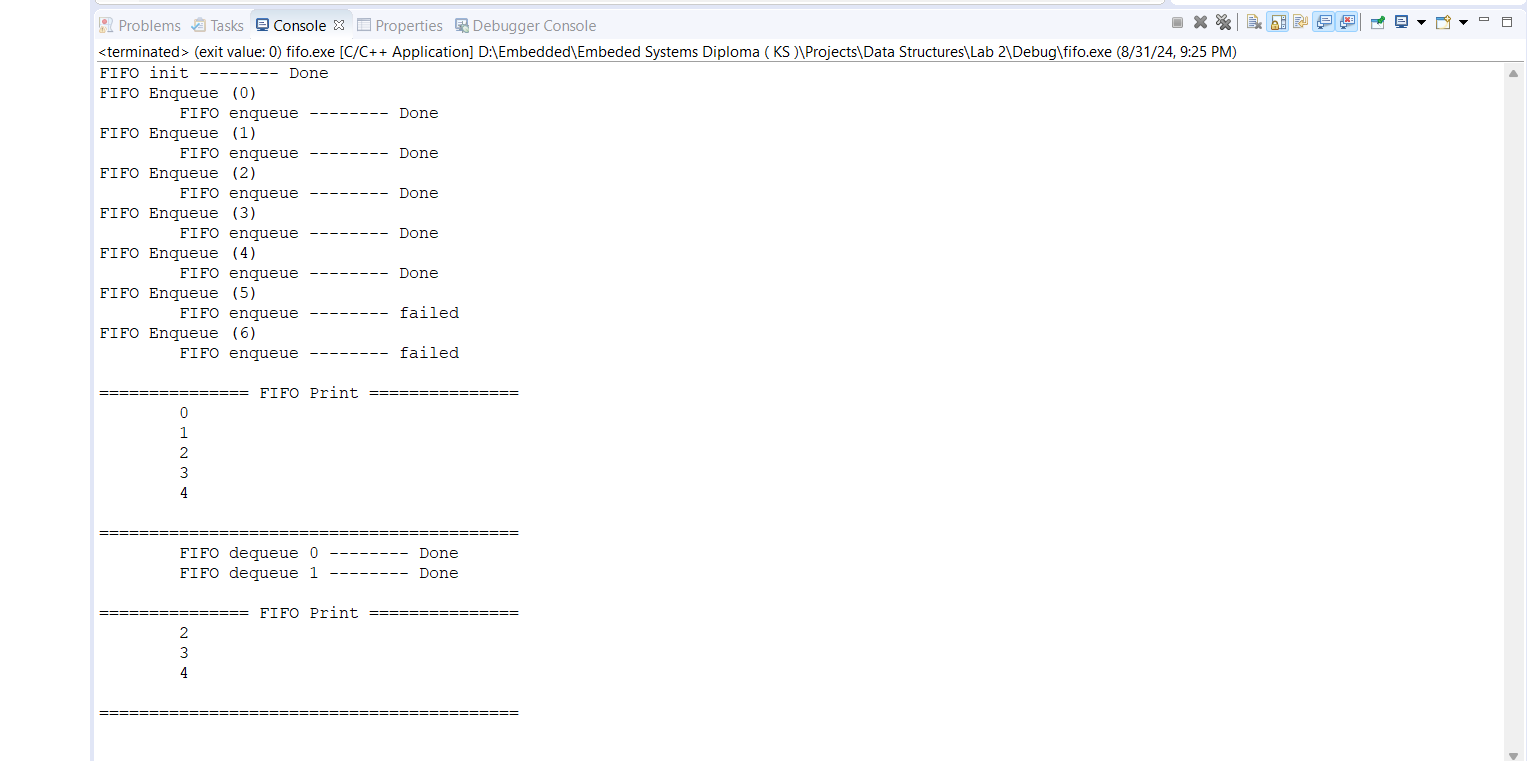 Problems Tasks Console Properties Debugger Console
<terminated> (exit value: 0) fifo.exe [C/C++ Application] D:\Embedded\Embeded Systems Diploma ( KS )\Projects\Data Structures\Lab 2\Debug\fifo.exe (8/31/24, 9:25 PM)
FIFO init -------- Done
FIFO Enqueue (0)
        FIFO enqueue -------- Done
FIFO Enqueue (1)
        FIFO enqueue -------- Done
FIFO Enqueue (2)
        FIFO enqueue -------- Done
FIFO Enqueue (3)
        FIFO enqueue -------- Done
FIFO Enqueue (4)
        FIFO enqueue -------- Done
FIFO Enqueue (5)
        FIFO enqueue -------- failed
FIFO Enqueue (6)
        FIFO enqueue -------- failed

=============== FIFO Print ===============
        0
        1
        2
        3
        4

==========================================
        FIFO dequeue 0 -------- Done
        FIFO dequeue 1 -------- Done

=============== FIFO Print ===============
        2
        3
        4

==========================================